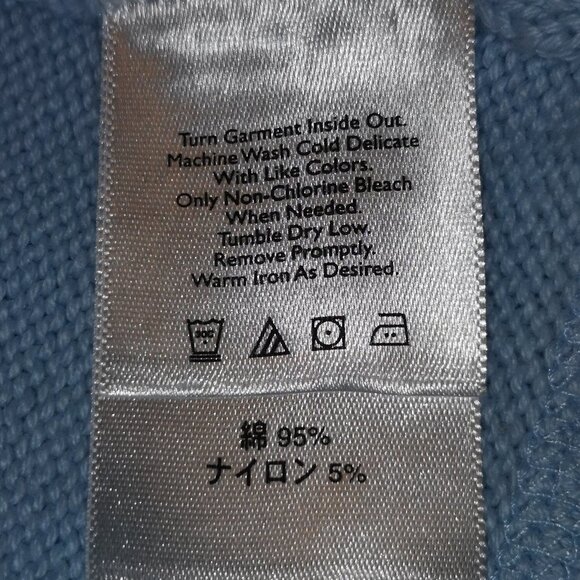 Turn Garment Inside Out.
Machine Wash Cold Delicate
With Like Colors.
Only Non-Chlorine Bleach
When Needed.
Tumble Dry Low.
Remove Promptly.
Warm Iron As Desired.
綿 95%
ナイロン 5%